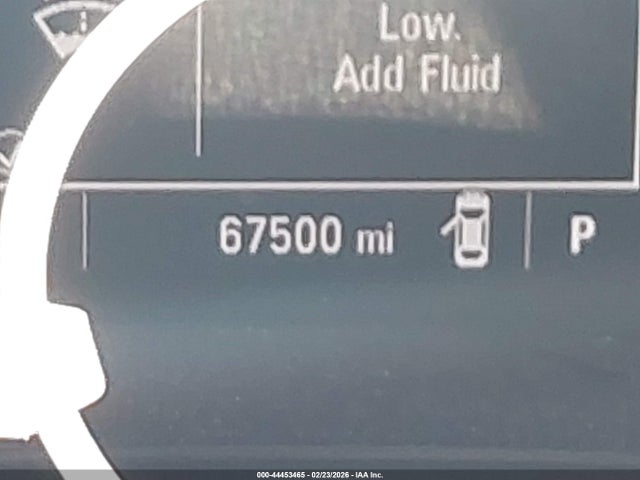 Low.
Add Fluid
67500 mi
P
000-44453465 - 02/23/2026 - IAA Inc.